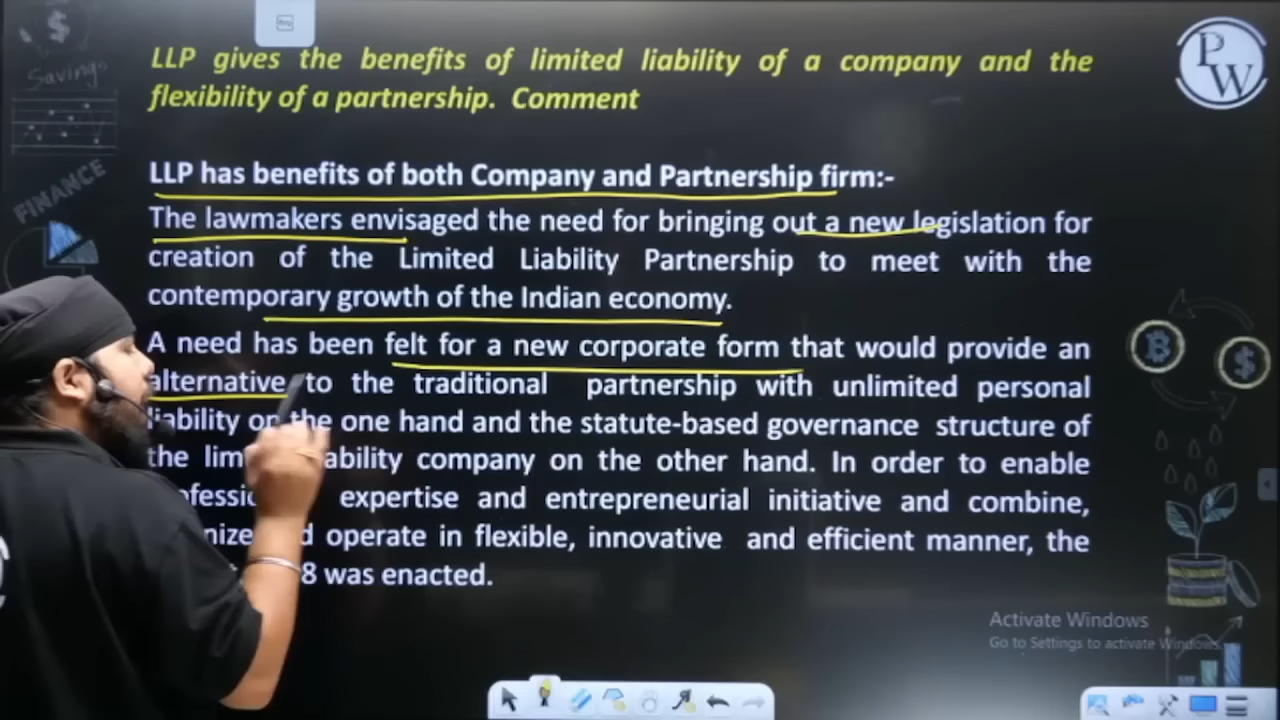 Savings
FINANCE
P
W
LLP gives the benefits of limited liability of a company and the
flexibility of a partnership. Comment
LLP has benefits of both Company and Partnership firm:-
The lawmakers envisaged the need for bringing out a new legislation for
creation of the Limited Liability Partnership to meet with the
contemporary growth of the Indian economy.
A need has been felt for a new corporate form that would provide an
alternative to the traditional partnership with unlimited personal
liability on the one hand and the statute-based governance structure of
the lim ability company on the other hand. In order to enable
expertise and entrepreneurial initiative and combine,
operate in flexible, innovative and efficient manner, the
8 was enacted.
Activate Windows
Go to Settings to activate Windows.